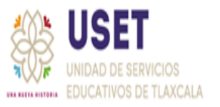 USET
UNIDAD DE SERVICIOS
EDUCATIVOS DE TLAXCALA
UNA NUEVA HISTORIA